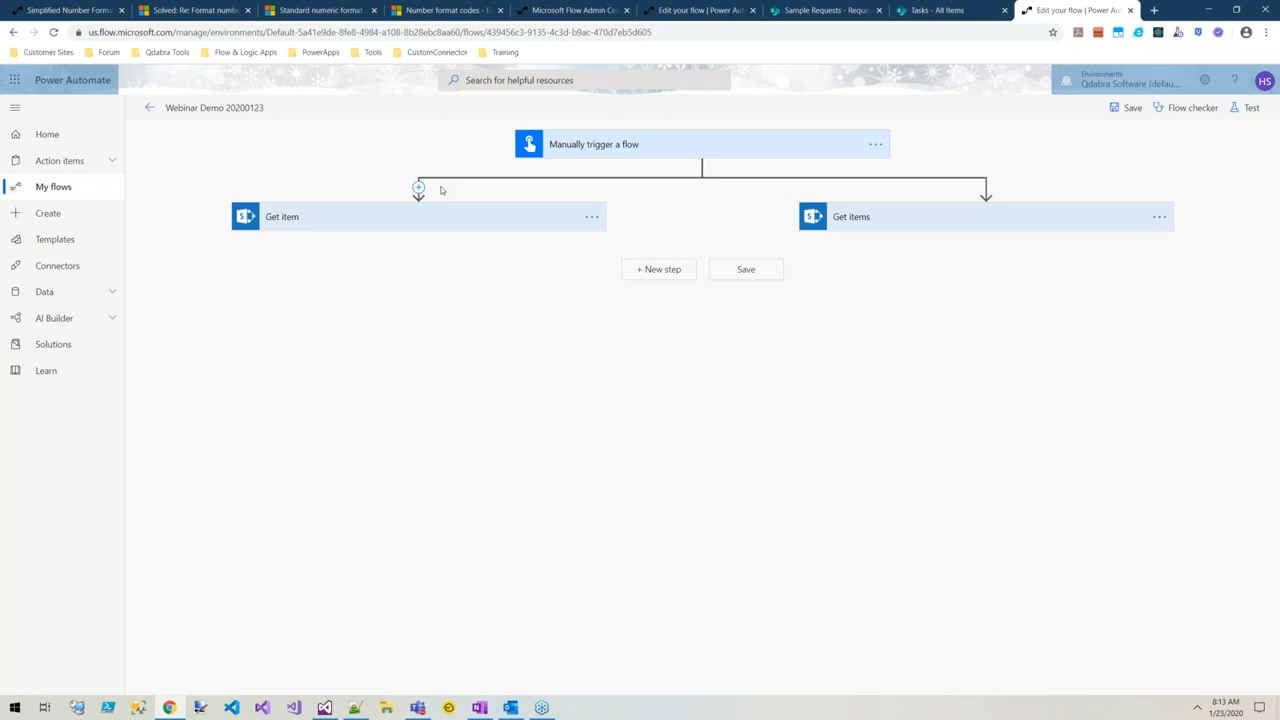 Simplified Number Forma
Solved: Re: Format numb
Standard numeric format
Number format codes - E
Microsoft Flow Admin Ce
Edit your flow | Power Aut
Sample Requests - Reque
Tasks - All Items
Edit your flow | Power Aut
us.flow.microsoft.com/manage/environments/Default-5a41e9de-8fe8-4984-a108-8b28ebc8aa60/flows/439456c3-9135-4c3d-b9ac-470d7eb5d605
Customer Sites
Forum
Qdabra Tools
Flow & Logic Apps
PowerApps
Tools
CustomConnector
Training
Power Automate
Search for helpful resources
Environments
Qdabra Software (defau...
HS
Webinar Demo 20200123
Save
Flow checker
Test
Home
Action items
My flows
Create
Templates
Connectors
Data
AI Builder
Solutions
Learn
Manually trigger a flow
Get item
Get items
+ New step
Save
8:13 AM
1/23/2020